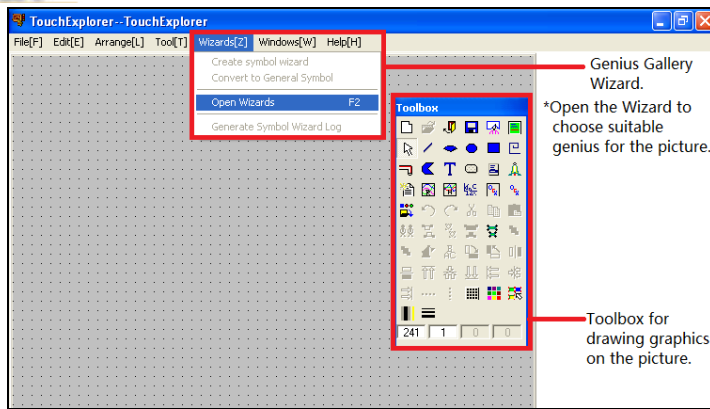 TouchExplorer--TouchExplorer
File[F] Edit[E] Arrange[L] Tool[T] Wizards[Z] Windows[W] Help[H]
Create symbol wizard
Convert to General Symbol
Open Wizards F2
Generate Symbol Wizard Log
Genius Gallery
Wizard.
*Open the Wizard to
choose suitable
genius for the picture.
Toolbox
T
241 1 0 0
Toolbox for
drawing graphics
on the picture.